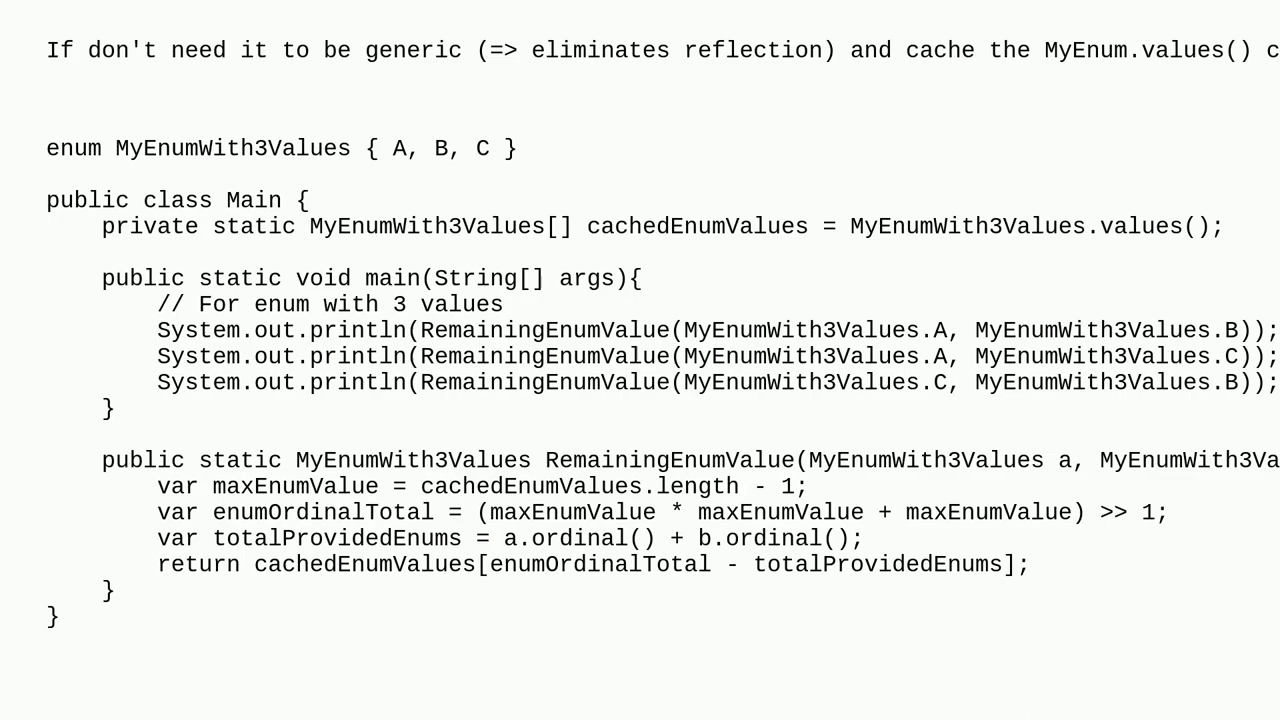 If don't need it to be generic (=> eliminates reflection) and cache the MyEnum.values()
enum MyEnumWith3Values { A, B, C }
public class Main {
    private static MyEnumWith3Values[] cachedEnumValues = MyEnumWith3Values.values();
    public static void main(String[] args){
        // For enum with 3 values
        System.out.println(RemainingEnumValue(MyEnumWith3Values.A, MyEnumWith3Values.B));
        System.out.println(RemainingEnumValue(MyEnumWith3Values.A, MyEnumWith3Values.C));
        System.out.println(RemainingEnumValue(MyEnumWith3Values.C, MyEnumWith3Values.B));
    }
    public static MyEnumWith3Values RemainingEnumValue(MyEnumWith3Values a, MyEnumWith3Va
        var maxEnumValue = cachedEnumValues.length - 1;
        var enumOrdinalTotal = (maxEnumValue * maxEnumValue + maxEnumValue) >> 1;
        var totalProvidedEnums = a.ordinal() + b.ordinal();
        return cachedEnumValues[enumOrdinalTotal - totalProvidedEnums];
    }
}